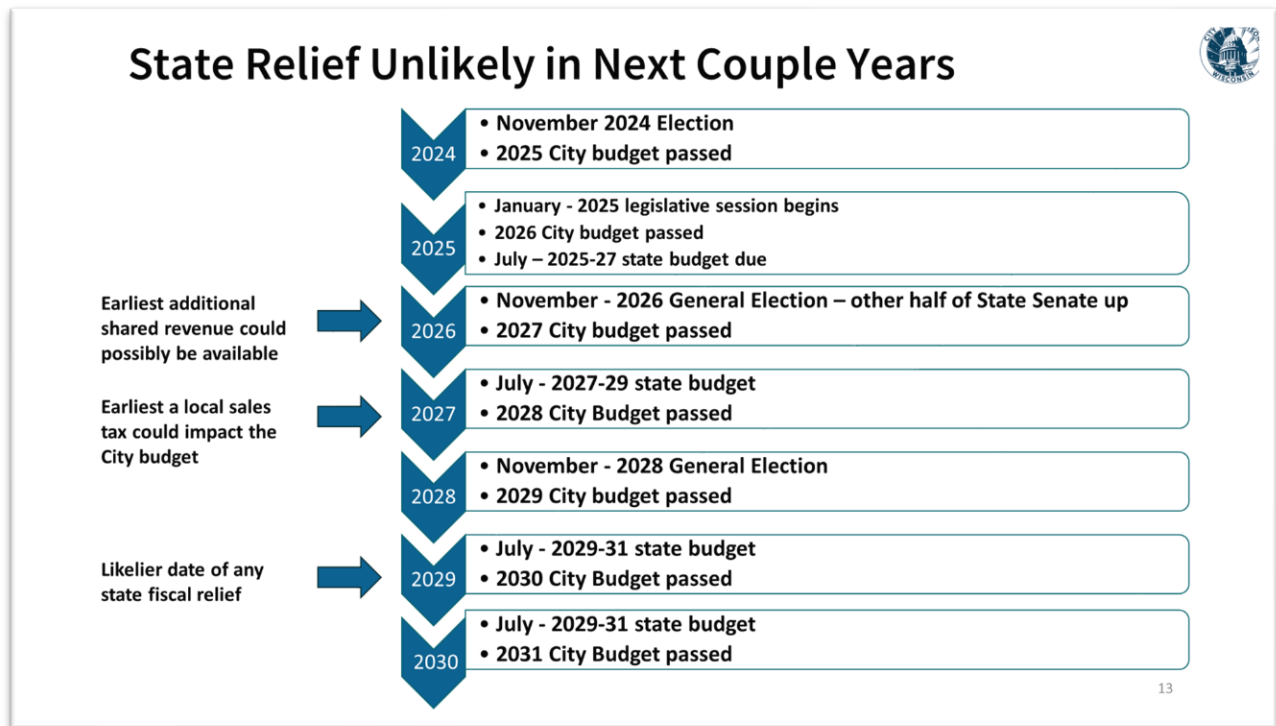 State Relief Unlikely in Next Couple Years
2024
• November 2024 Election
• 2025 City budget passed
2025
• January - 2025 legislative session begins
• 2026 City budget passed
• July – 2025-27 state budget due
Earliest additional
shared revenue could
possibly be available
2026
• November - 2026 General Election – other half of State Senate up
• 2027 City budget passed
Earliest a local sales
tax could impact the
City budget
2027
• July - 2027-29 state budget
• 2028 City Budget passed
2028
• November - 2028 General Election
• 2029 City budget passed
Likelier date of any
state fiscal relief
2029
• July - 2029-31 state budget
• 2030 City Budget passed
2030
• July - 2029-31 state budget
• 2031 City Budget passed
13
WISCONSIN